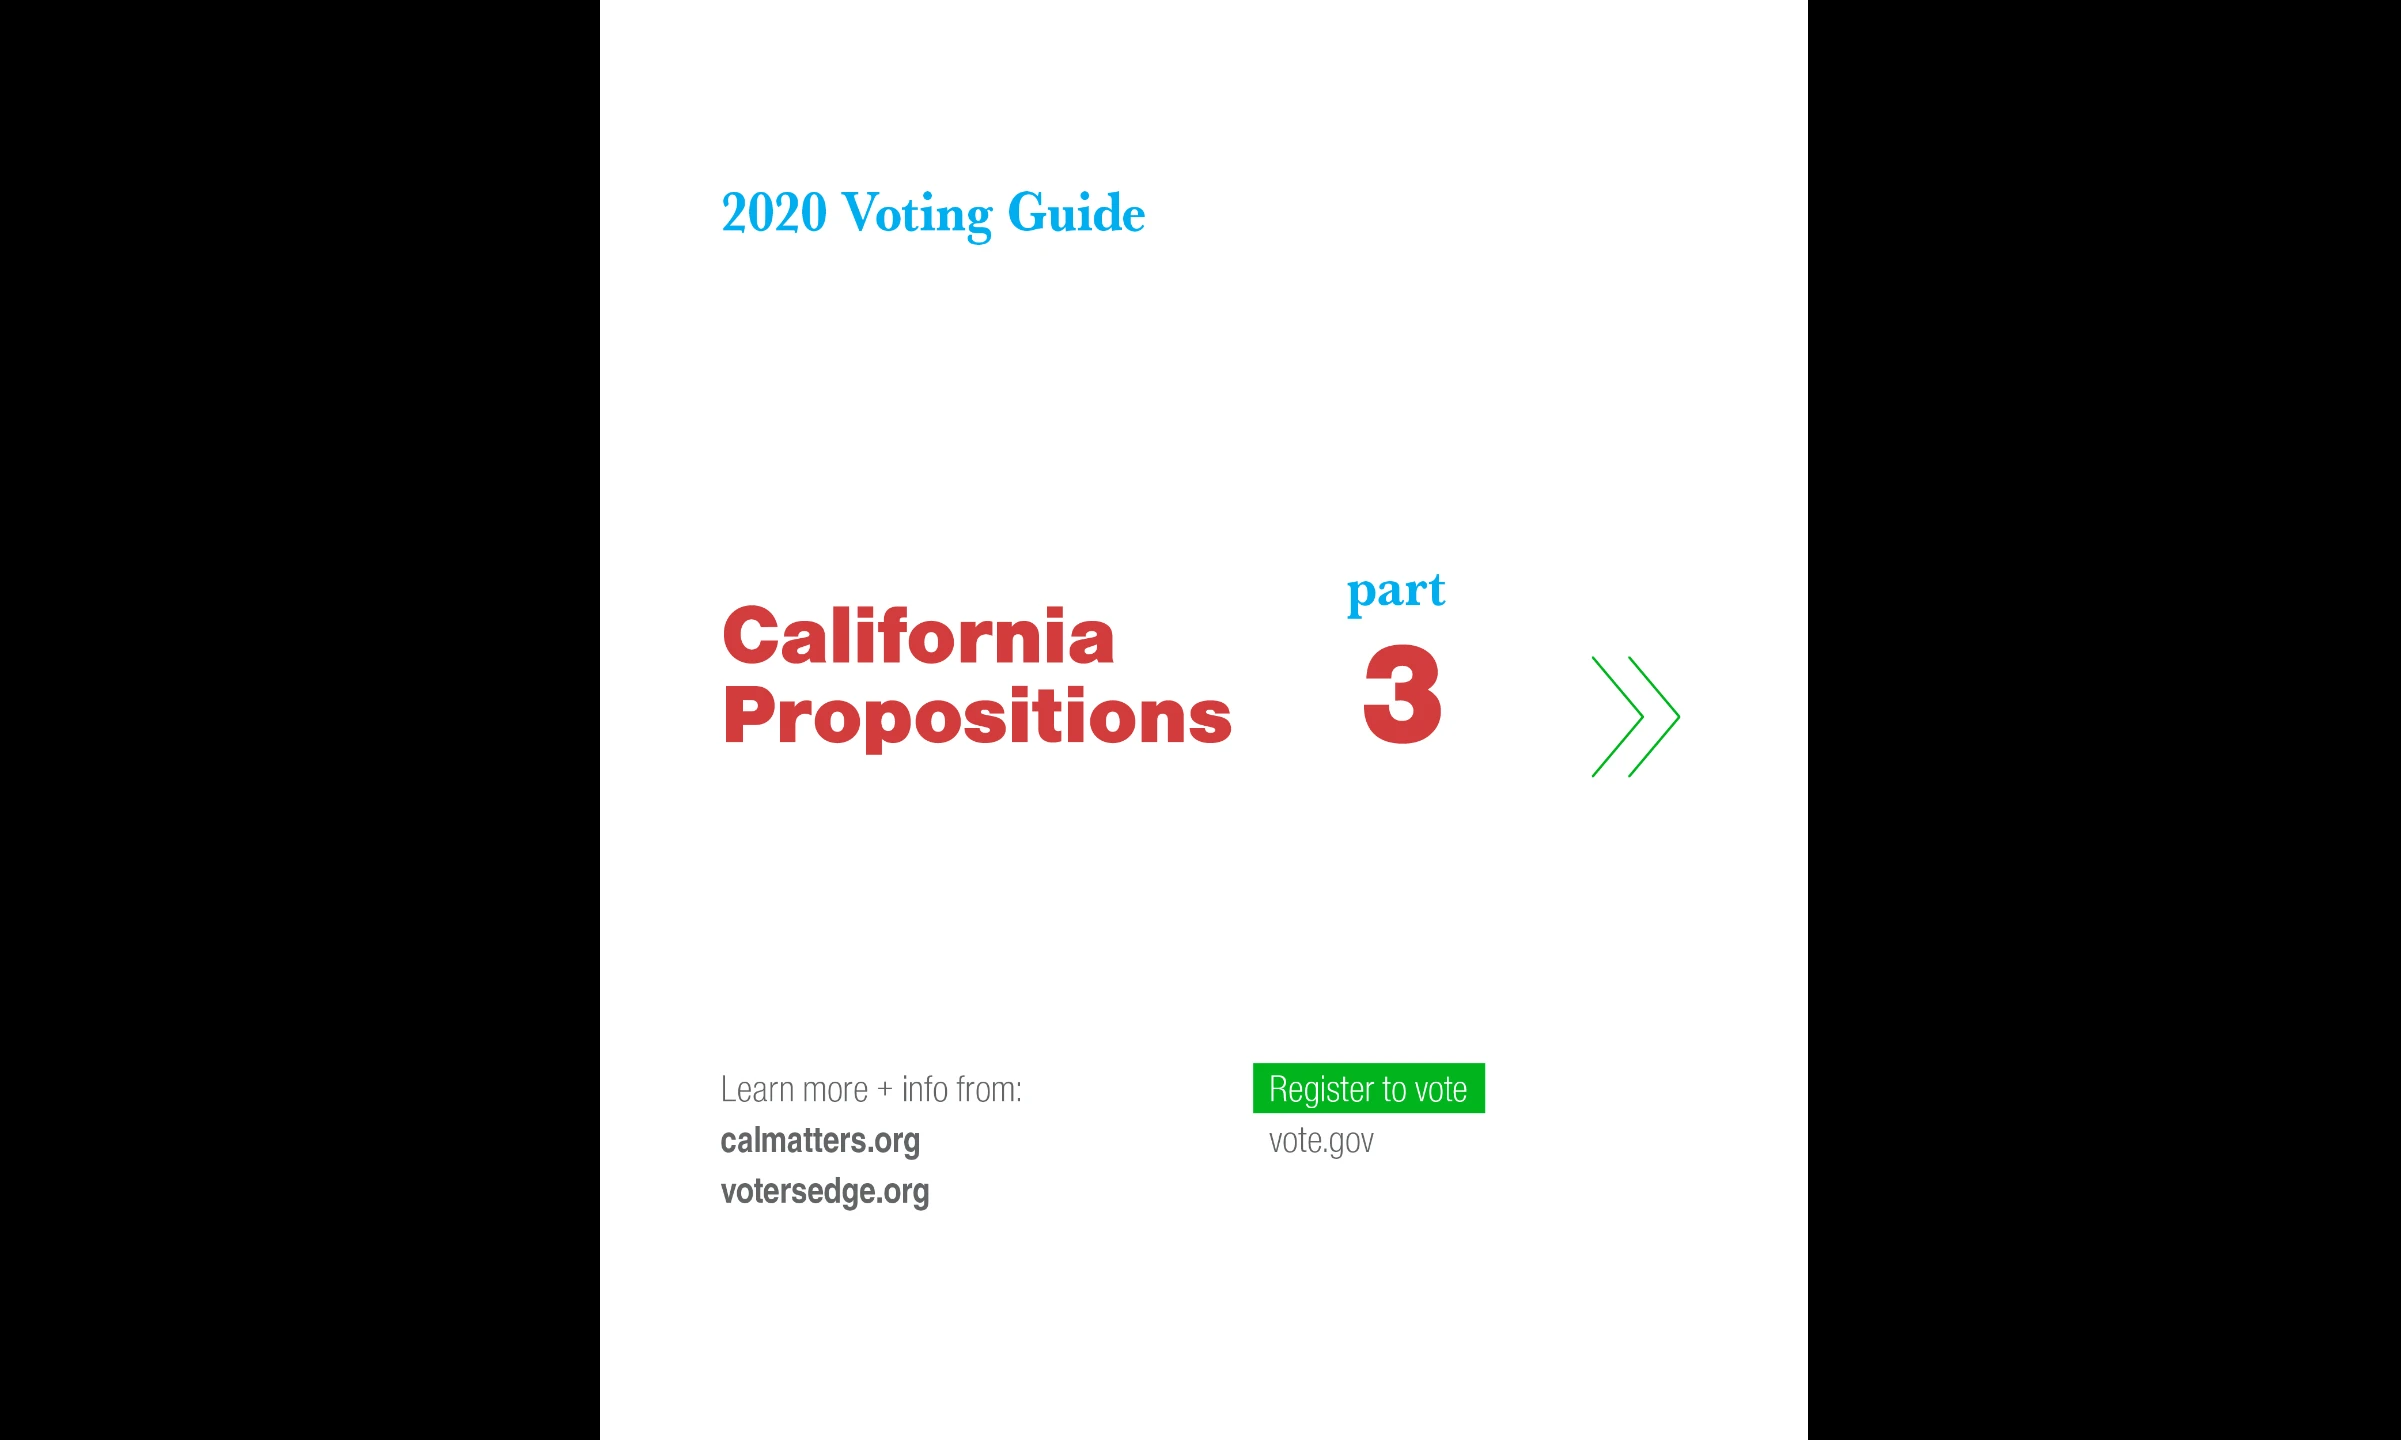 2020 Voting Guide
California
Propositions
part
3
Learn more + info from:
calmatters.org
votersedge.org
Register to vote
vote.gov